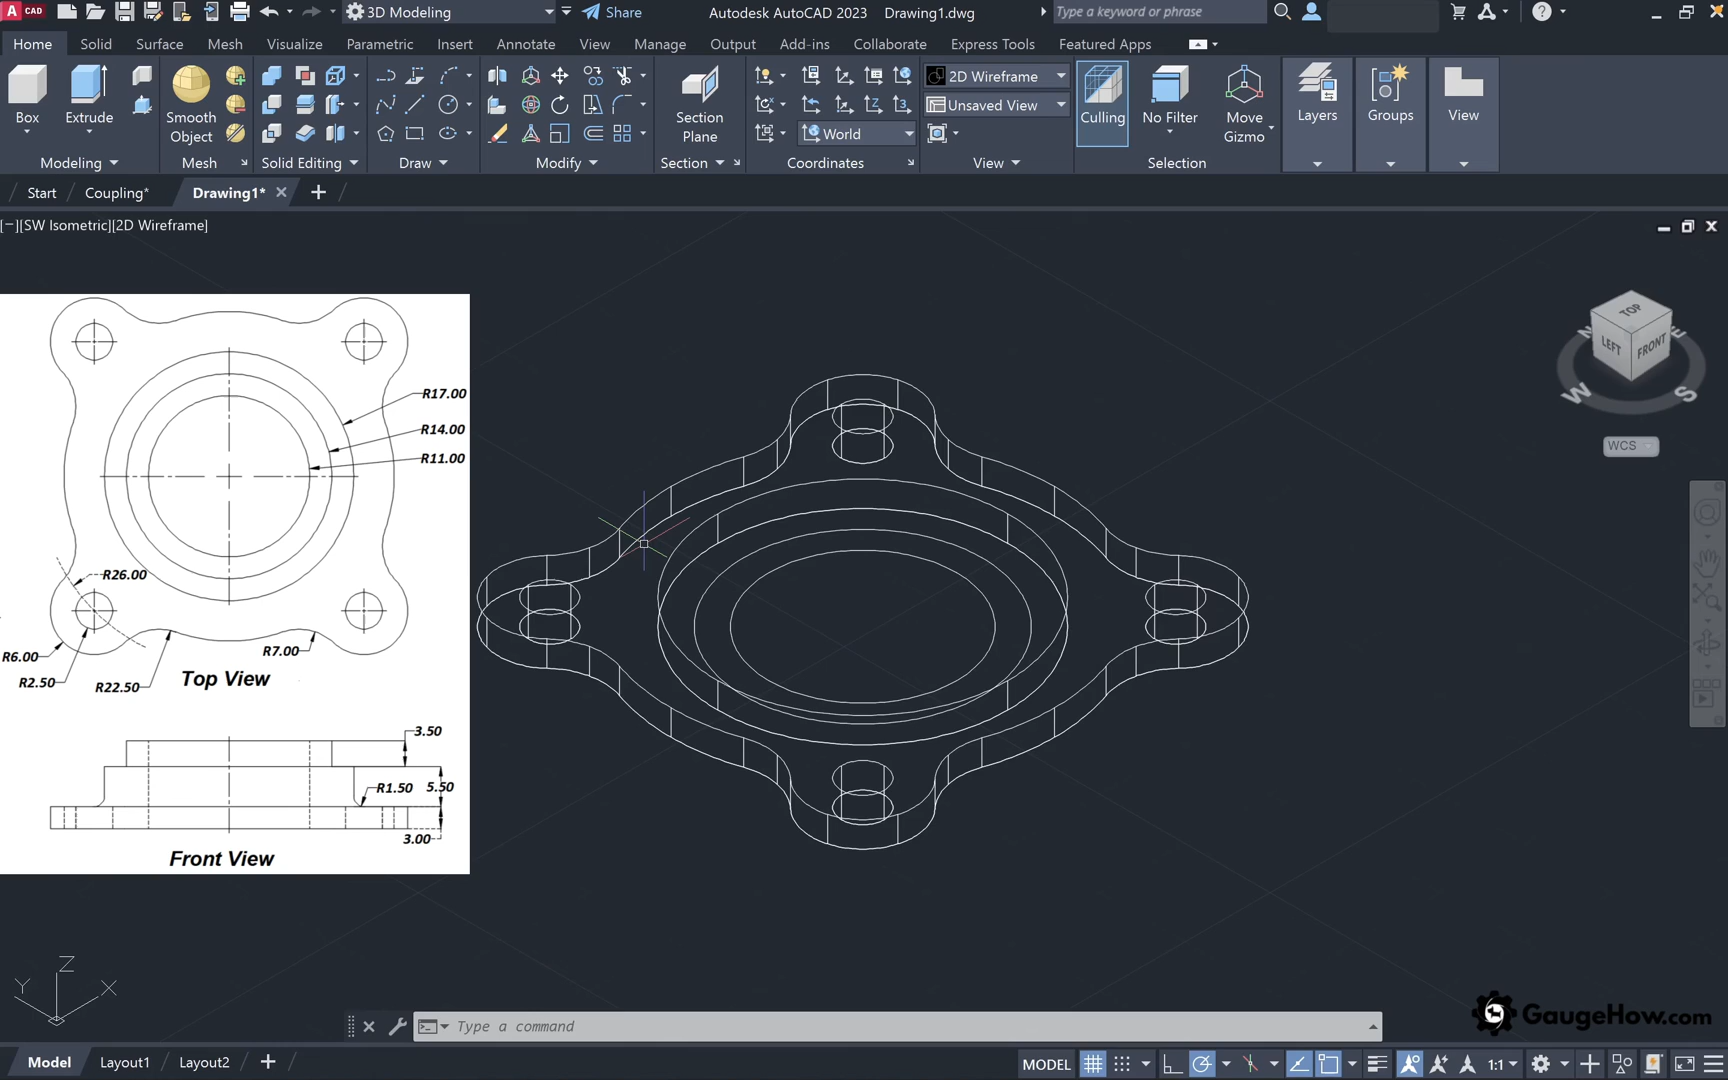 CAD
3D Modeling
Share
Autodesk AutoCAD 2023 Drawing1.dwg
Type a keyword or phrase
Home Solid Surface Mesh Visualize Parametric Insert Annotate View Manage Output Add-ins Collaborate Express Tools Featured Apps
2D Wireframe
Unsaved View
World
Box
Extrude
Smooth
Object
Section
Plane
Culling
No Filter
Move
Gizmo
Layers
Groups
View
Modeling
Mesh
Solid Editing
Draw
Modify
Section
Coordinates
View
Selection
Start
Coupling*
Drawing1*
[−][SW Isometric][2D Wireframe]
R17.00
R14.00
R11.00
R26.00
R7.00
R6.00
R2.50
R22.50
Top View
3.50
R1.50
5.50
3.00
Front View
TOP
LEFT
FRONT
N
E
W
S
WCS
Z
Y
X
Type a command
GaugeHow.com
Model
Layout1
Layout2
MODEL
1:1